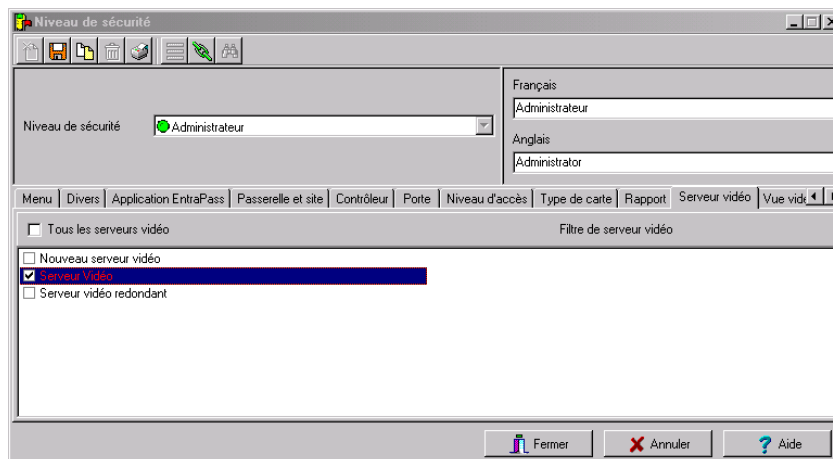 Niveau de sécurité
Français
Administrateur
Niveau de sécurité
Administrateur
Anglais
Administrator
Menu Divers Application EntraPass Passerelle et site Contrôleur Porte Niveau d'accès Type de carte Rapport Serveur vidéo Vue vidé
Tous les serveurs vidéo Filtre de serveur vidéo
Nouveau serveur vidéo
Serveur Vidéo
Serveur vidéo redondant
Fermer Annuler Aide